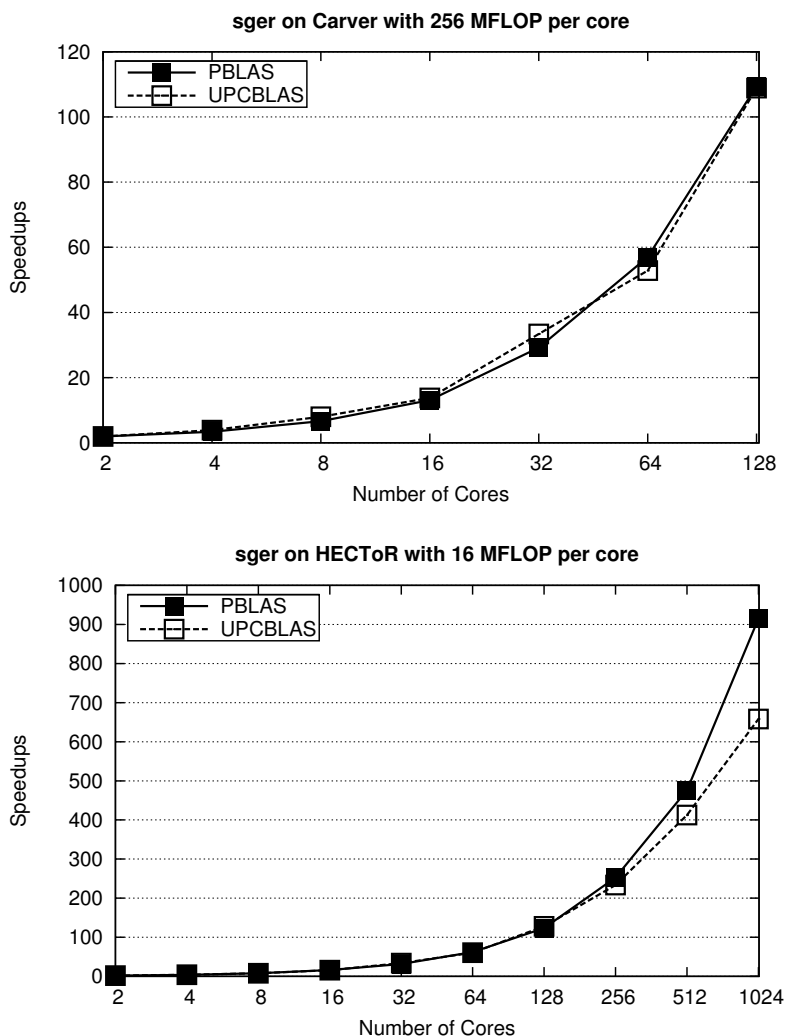 sger on Carver with 256 MFLOP per core
120
100
80
60
40
20
0
Speedups
PBLAS
UPCBLAS
2 4 8 16 32 64 128
Number of Cores
sger on HECToR with 16 MFLOP per core
1000
900
800
700
600
500
400
300
200
100
0
Speedups
PBLAS
UPCBLAS
2 4 8 16 32 64 128 256 512 1024
Number of Cores